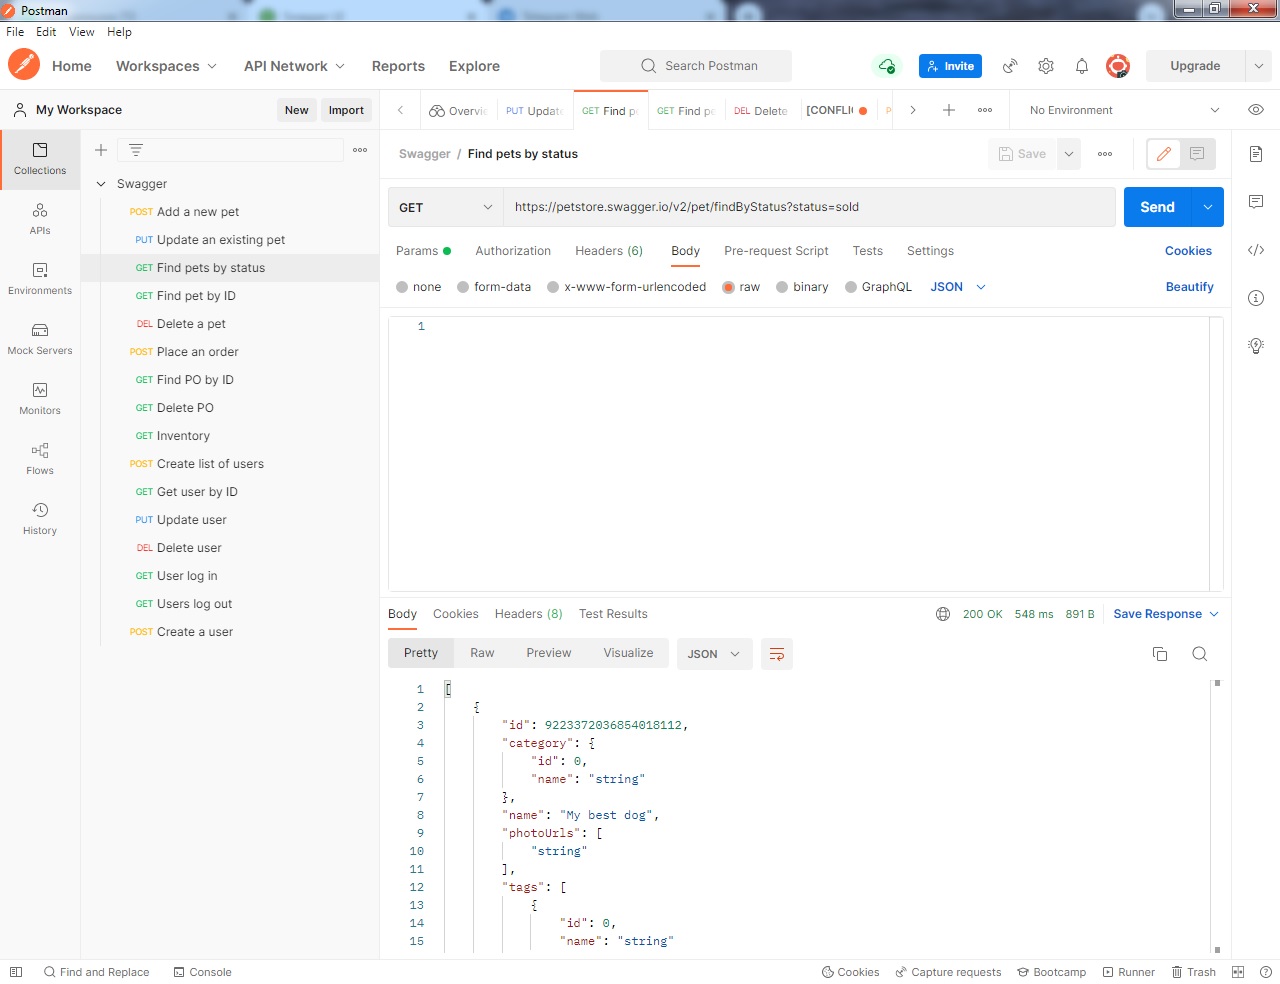 Postman
File Edit View Help
Home Workspaces API Network Reports Explore Search Postman Invite Upgrade
My Workspace New Import Overvie PUT Update GET Find pe GET Find pe DEL Delete [CONFLIC No Environment
Collections
APIs
Environments
Mock Servers
Monitors
Flows
History
Swagger
POST Add a new pet
PUT Update an existing pet
GET Find pets by status
GET Find pet by ID
DEL Delete a pet
POST Place an order
GET Find PO by ID
GET Delete PO
GET Inventory
POST Create list of users
GET Get user by ID
PUT Update user
DEL Delete user
GET User log in
GET Users log out
POST Create a user
Swagger / Find pets by status Save
GET https://petstore.swagger.io/v2/pet/findByStatus?status=sold Send
Params Authorization Headers (6) Body Pre-request Script Tests Settings Cookies
none form-data x-www-form-urlencoded raw binary GraphQL JSON Beautify
1
Body Cookies Headers (8) Test Results 200 OK 548 ms 891 B Save Response
Pretty Raw Preview Visualize JSON
1 [
2 {
3 "id": 9223372036854018112,
4 "category": {
5 "id": 0,
6 "name": "string"
7 },
8 "name": "My best dog",
9 "photoUrls": [
10 "string"
11 ],
12 "tags": [
13 {
14 "id": 0,
15 "name": "string"
Find and Replace Console Cookies Capture requests Bootcamp Runner Trash